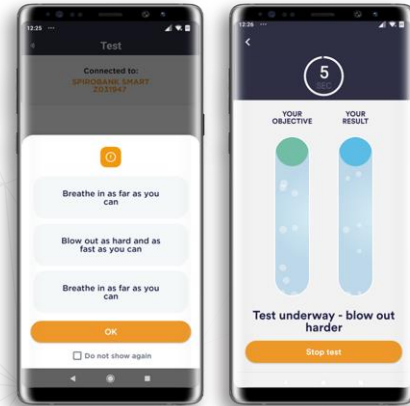 12:25
Test
Connected to:
SPIROBANK SMART
Breathe in as far as you
can
Blow out as hard and as
fast as you can
Breathe in as far as you
can
OK
Do not show again
12:26
5
SEC
YOUR
OBJECTIVE
YOUR
RESULT
Test underway - blow out
harder
Stop test